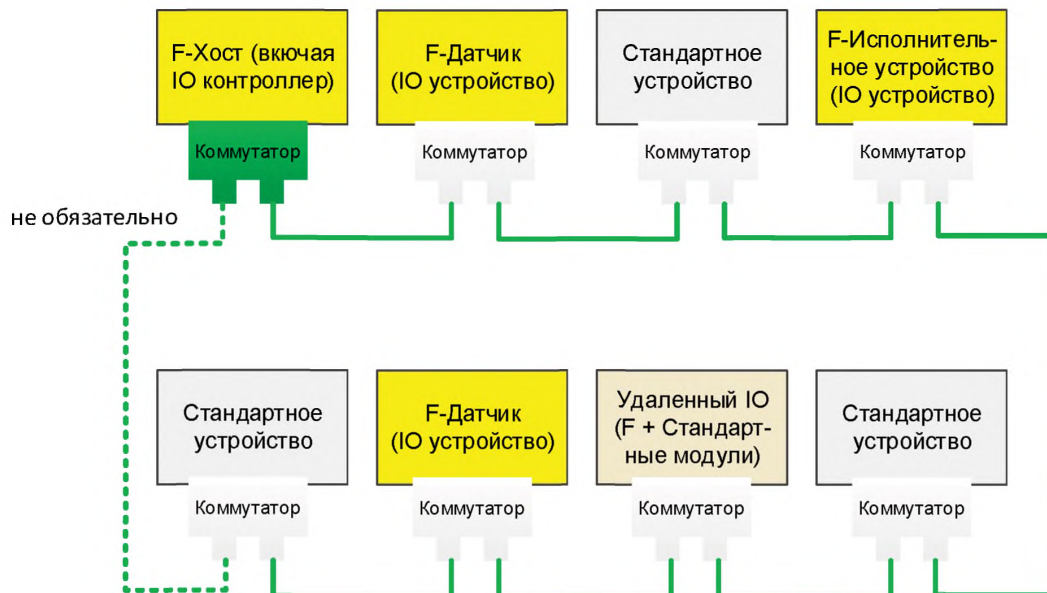 F-Хост (вкючая
IO контроллер)
F-Датчик
(IO устройство)
Стандартное
устройство
F-Исполнитель-
ное устройство
(IO устройство)
Коммутатор
Коммутатор
Коммутатор
Коммутатор
не обязательно
Стандартное
устройство
F-Датчик
(IO устройство)
Удаленный IO
(F + Стандарт-
ные модули)
Стандартное
устройство
Коммутатор
Коммутатор
Коммутатор
Коммутатор